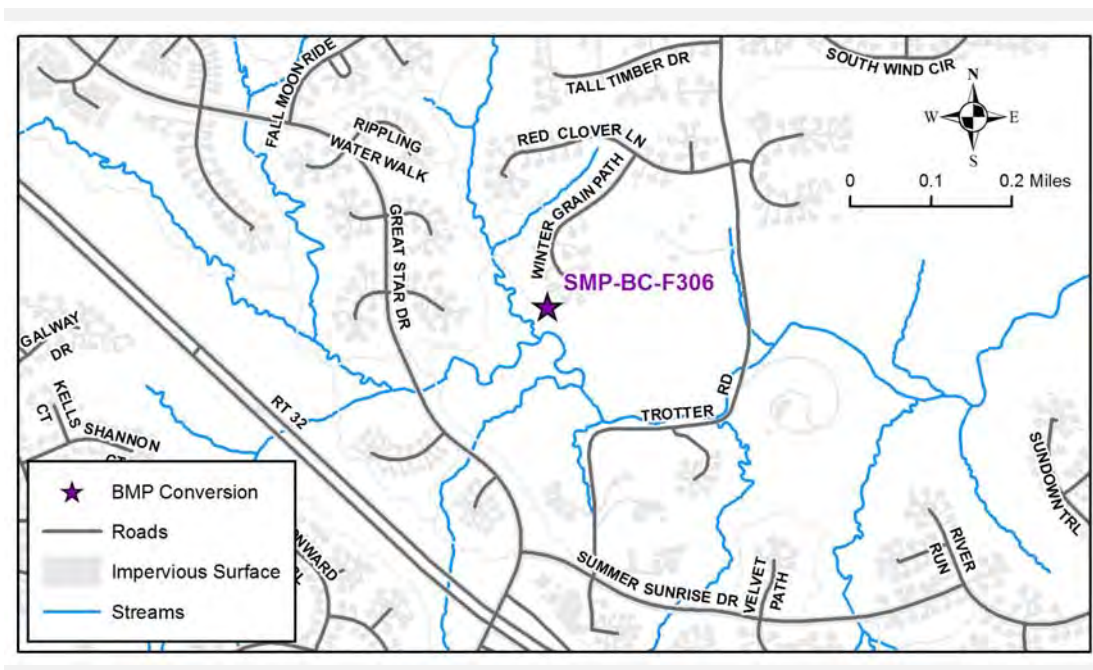 FALL MOON RIDE
TALL TIMBER DR
SOUTH WIND CIR
N
W E
S
RIPPLING
WATER WALK
RED CLOVER LN
WINTER GRAIN PATH
0 0.1 0.2 Miles
GREAT STAR DR
SMP-BC-F306
GALWAY
DR
KELLS
CT
SHANNON
CT
RT 32
TROTTER RD
SUNDOWN TRL
RIVER
RUN
SUMMER SUNRISE DR
VELVET
PATH
BMP Conversion
Roads
Impervious Surface
Streams